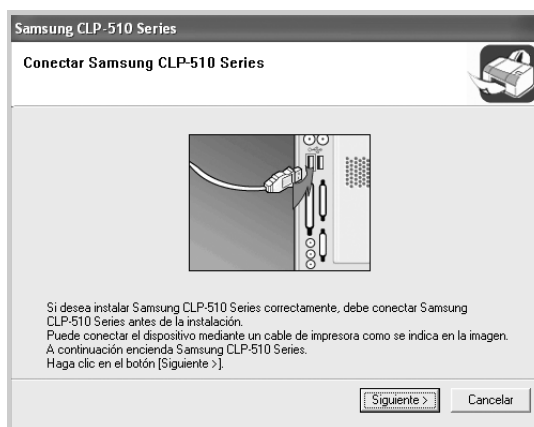 Samsung CLP-510 Series
Conectar Samsung CLP-510 Series
Si desea instalar Samsung CLP-510 Series correctamente, debe conectar Samsung
CLP-510 Series antes de la instalación.
Puede conectar el dispositivo mediante un cable de impresora como se indica en la imagen.
A continuación encienda Samsung CLP-510 Series.
Haga clic en el botón [Siguiente >].
Siguiente >
Cancelar